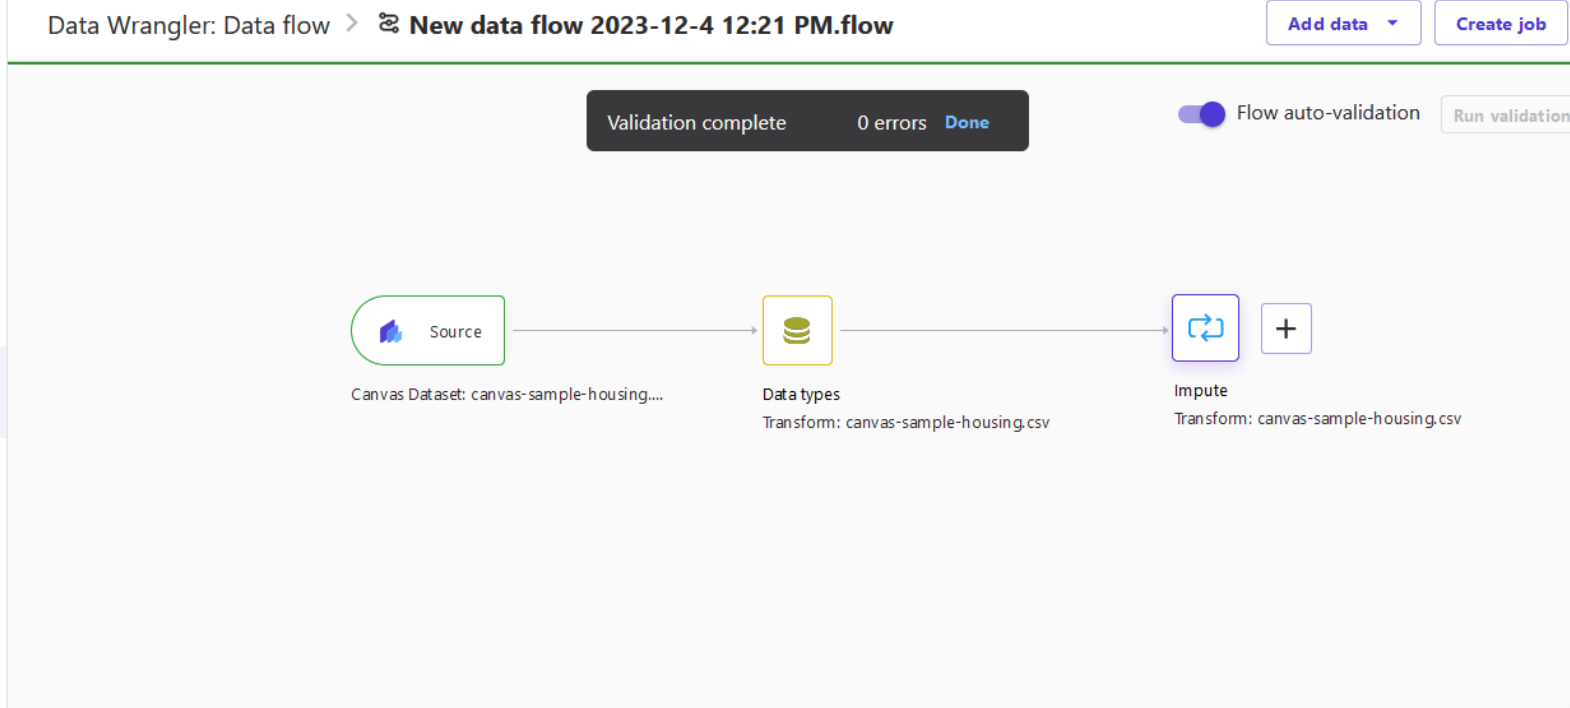 Data Wrangler: Data flow > New data flow 2023-12-4 12:21 PM.flow
Add data
Create job
Validation complete 0 errors Done
Flow auto-validation
Run validation
Source
Canvas Dataset: canvas-sample-housing....
Data types
Transform: canvas-sample-housing.csv
Impute
Transform: canvas-sample-housing.csv